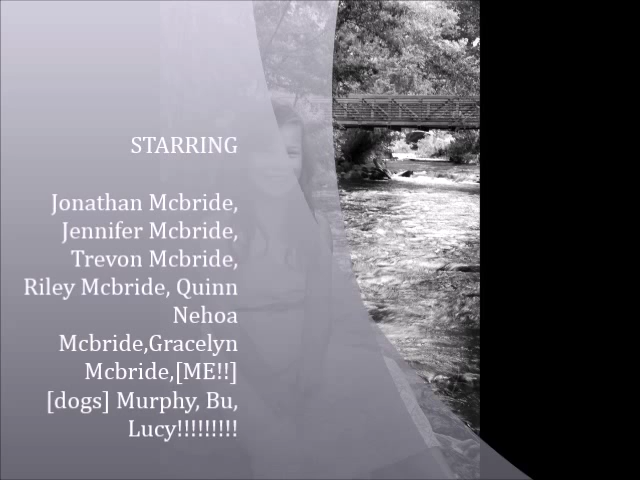 STARRING
Jonathan Mcbride,
Jennifer Mcbride,
Trevon Mcbride,
Riley Mcbride, Quinn
Nehoa
Mcbride,Gracelyn
Mcbride,[ME!!]
[dogs] Murphy, Bu,
Lucy!!!!!!!!!